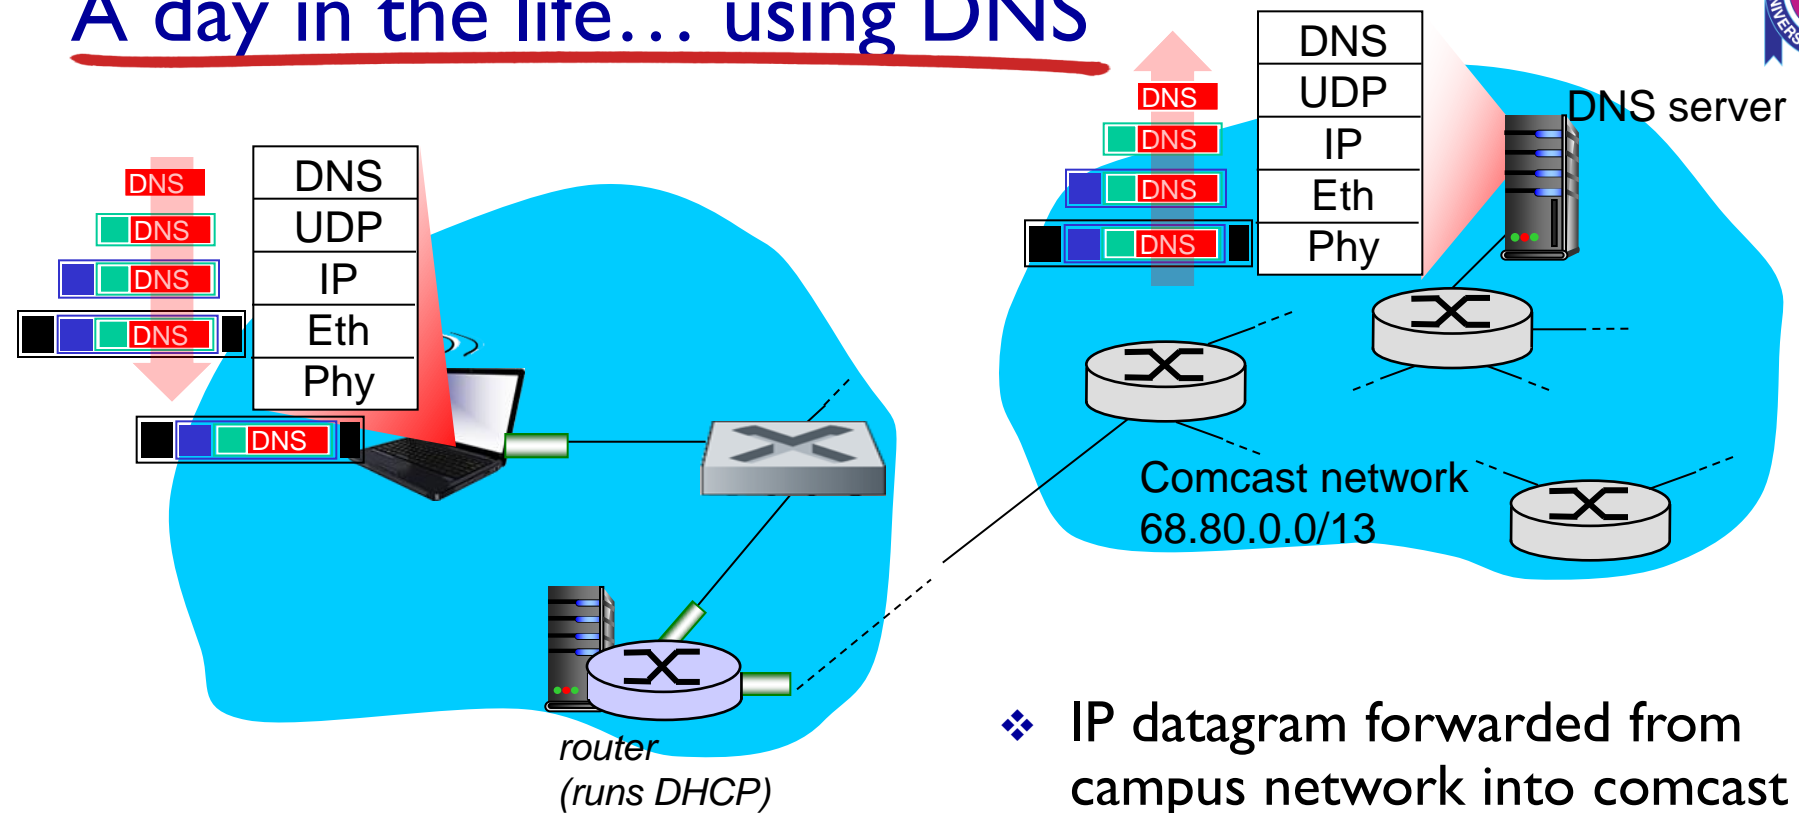 A day in the life… using DNS
DNS
UDP
IP
Eth
Phy
DNS
DNS
DNS
DNS
DNS
DNS
UDP
IP
Eth
Phy
DNS
DNS
DNS
DNS
DNS server
Comcast network
68.80.0.0/13
router
(runs DHCP)
❖ IP datagram forwarded from
campus network into comcast